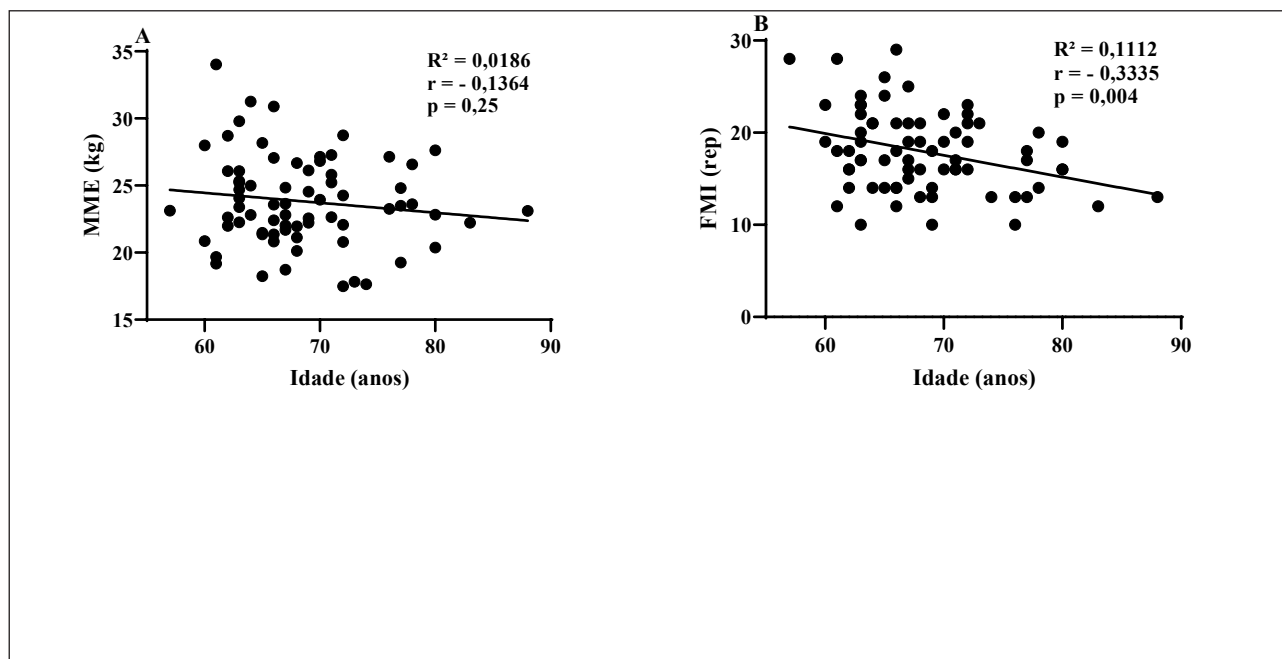 A
R² = 0,0186
r = - 0,1364
p = 0,25
35
30
25
20
15
MME (kg)
60 70 80 90
Idade (anos)
B
R² = 0,1112
r = - 0,3335
p = 0,004
30
20
10
0
FMI (rep)
60 70 80 90
Idade (anos)